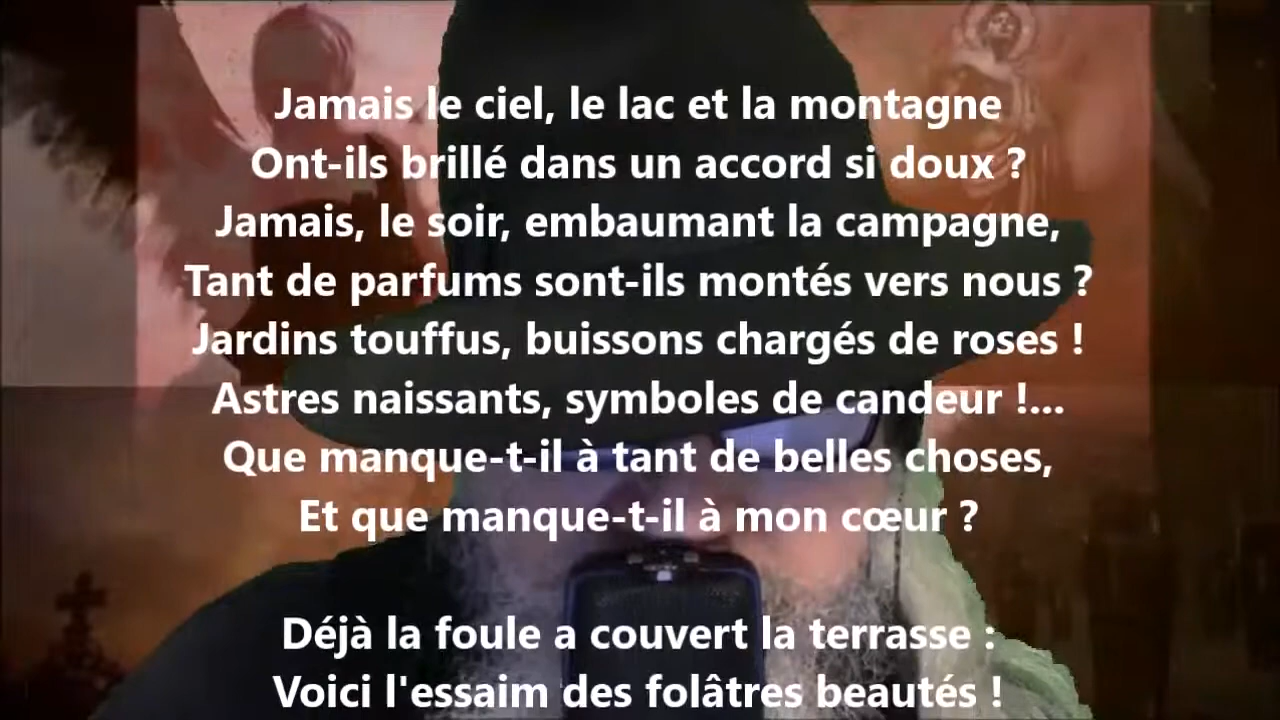 Jamais le ciel, le lac et la montagne
Ont-ils brillé dans un accord si doux ?
Jamais, le soir, embaumant la campagne,
Tant de parfums sont-ils montés vers nous ?
Jardins touffus, buissons chargés de roses !
Astres naissants, symboles de candeur !...
Que manque-t-il à tant de belles choses,
Et que manque-t-il à mon cœur ?
Déjà la foule a couvert la terrasse :
Voici l'essaim des folâtres beautés !